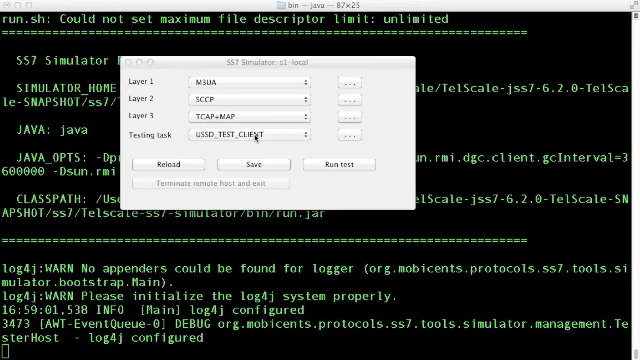 bin — java — 87×25
run.sh: Could not set maximum file descriptor limit: unlimited
================================================================================
SS7 Simulator
SS7 Simulator: s1-local
SIMULATOR_HOME
TelScale-jss7-6.2.0-TelSca
le-SNAPSHOT/ss7/T
JAVA: java
JAVA_OPTS: -Dp
n.rmi.dgc.client.gcInterval=3
600000 -Dsun.rmi
CLASSPATH: /Us
TelScale-jss7-6.2.0-TelScale-SN
APSHOT/ss7/Telscale-ss7-simulator/bin/run.jar
Layer 1 M3UA ...
Layer 2 SCCP ...
Layer 3 TCAP+MAP
Testing task USSD_TEST_CLIENT ...
Reload Save Run test
Terminate remote host and exit
================================================================================
log4j:WARN No appenders could be found for logger (org.mobicents.protocols.ss7.tools.si
mulator.bootstrap.Main).
log4j:WARN Please initialize the log4j system properly.
16:59:01,538 INFO [Main] log4j configured
3473 [AWT-EventQueue-0] DEBUG org.mobicents.protocols.ss7.tools.simulator.management.Te
sterHost - log4j configured